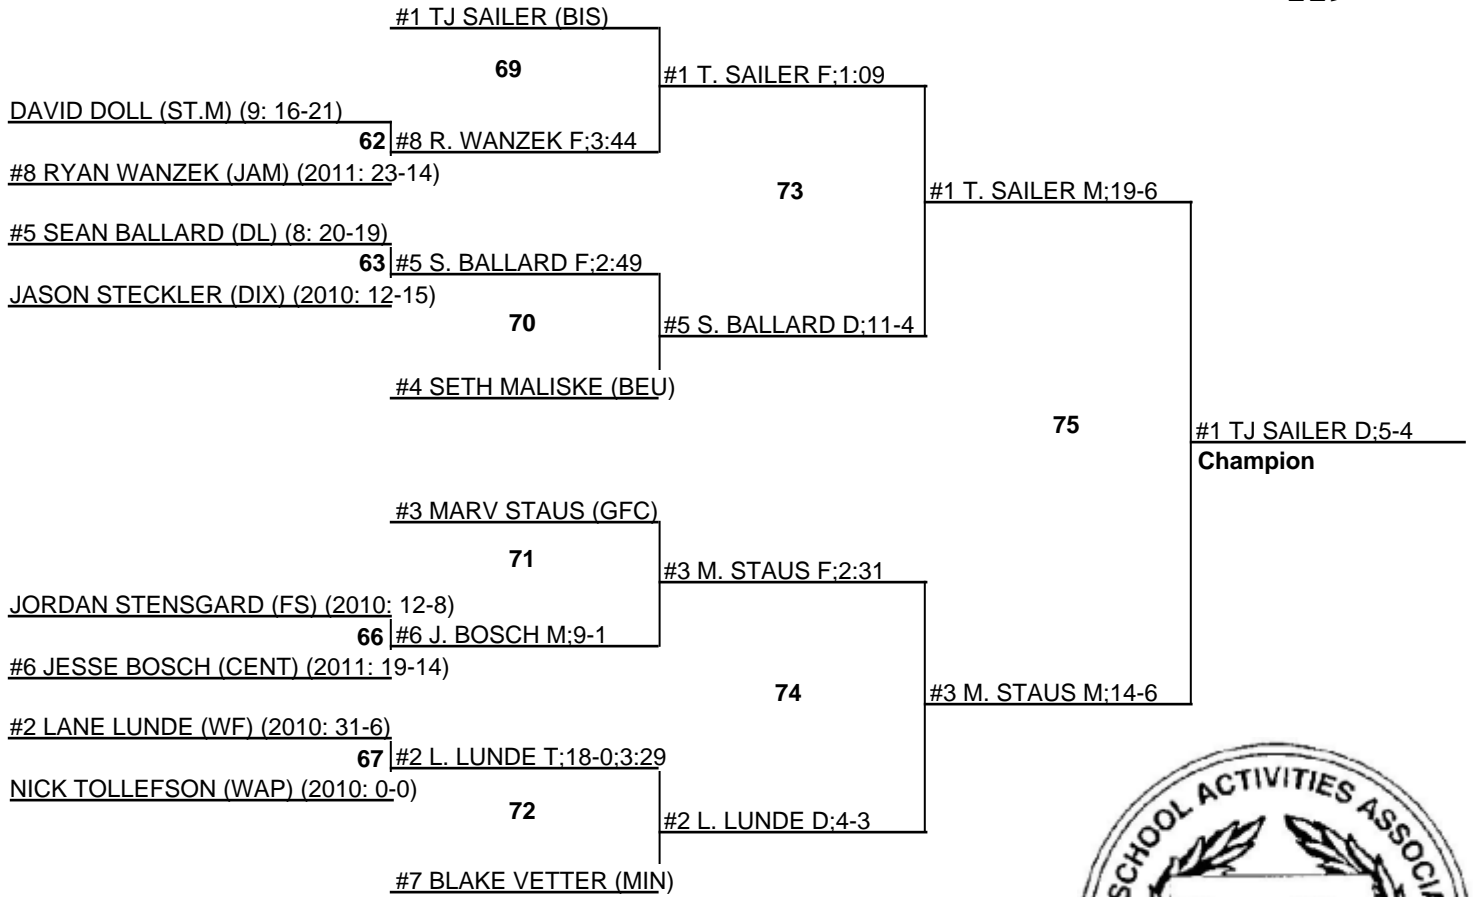 #1 TJ SAILER (BIS)
69
#1 T. SAILER F;1:09
DAVID DOLL (ST.M) (9: 16-21)
62 #8 R. WANZEK F;3:44
#8 RYAN WANZEK (JAM) (2011: 23-14)
73
#1 T. SAILER M;19-6
#5 SEAN BALLARD (DL) (8: 20-19)
63 #5 S. BALLARD F;2:49
JASON STECKLER (DIX) (2010: 12-15)
70
#5 S. BALLARD D;11-4
#4 SETH MALISKE (BEU)
75
#1 TJ SAILER D;5-4
Champion
#3 MARV STAUS (GFC)
71
#3 M. STAUS F;2:31
JORDAN STENSGARD (FS) (2010: 12-8)
66 #6 J. BOSCH M;9-1
#6 JESSE BOSCH (CENT) (2011: 19-14)
74
#3 M. STAUS M;14-6
#2 LANE LUNDE (WF) (2010: 31-6)
67 #2 L. LUNDE T;18-0;3:29
NICK TOLLEFSON (WAP) (2010: 0-0)
72
#2 L. LUNDE D;4-3
#7 BLAKE VETTER (MIN)
SCHOOL ACTIVITIES ASSOCIA